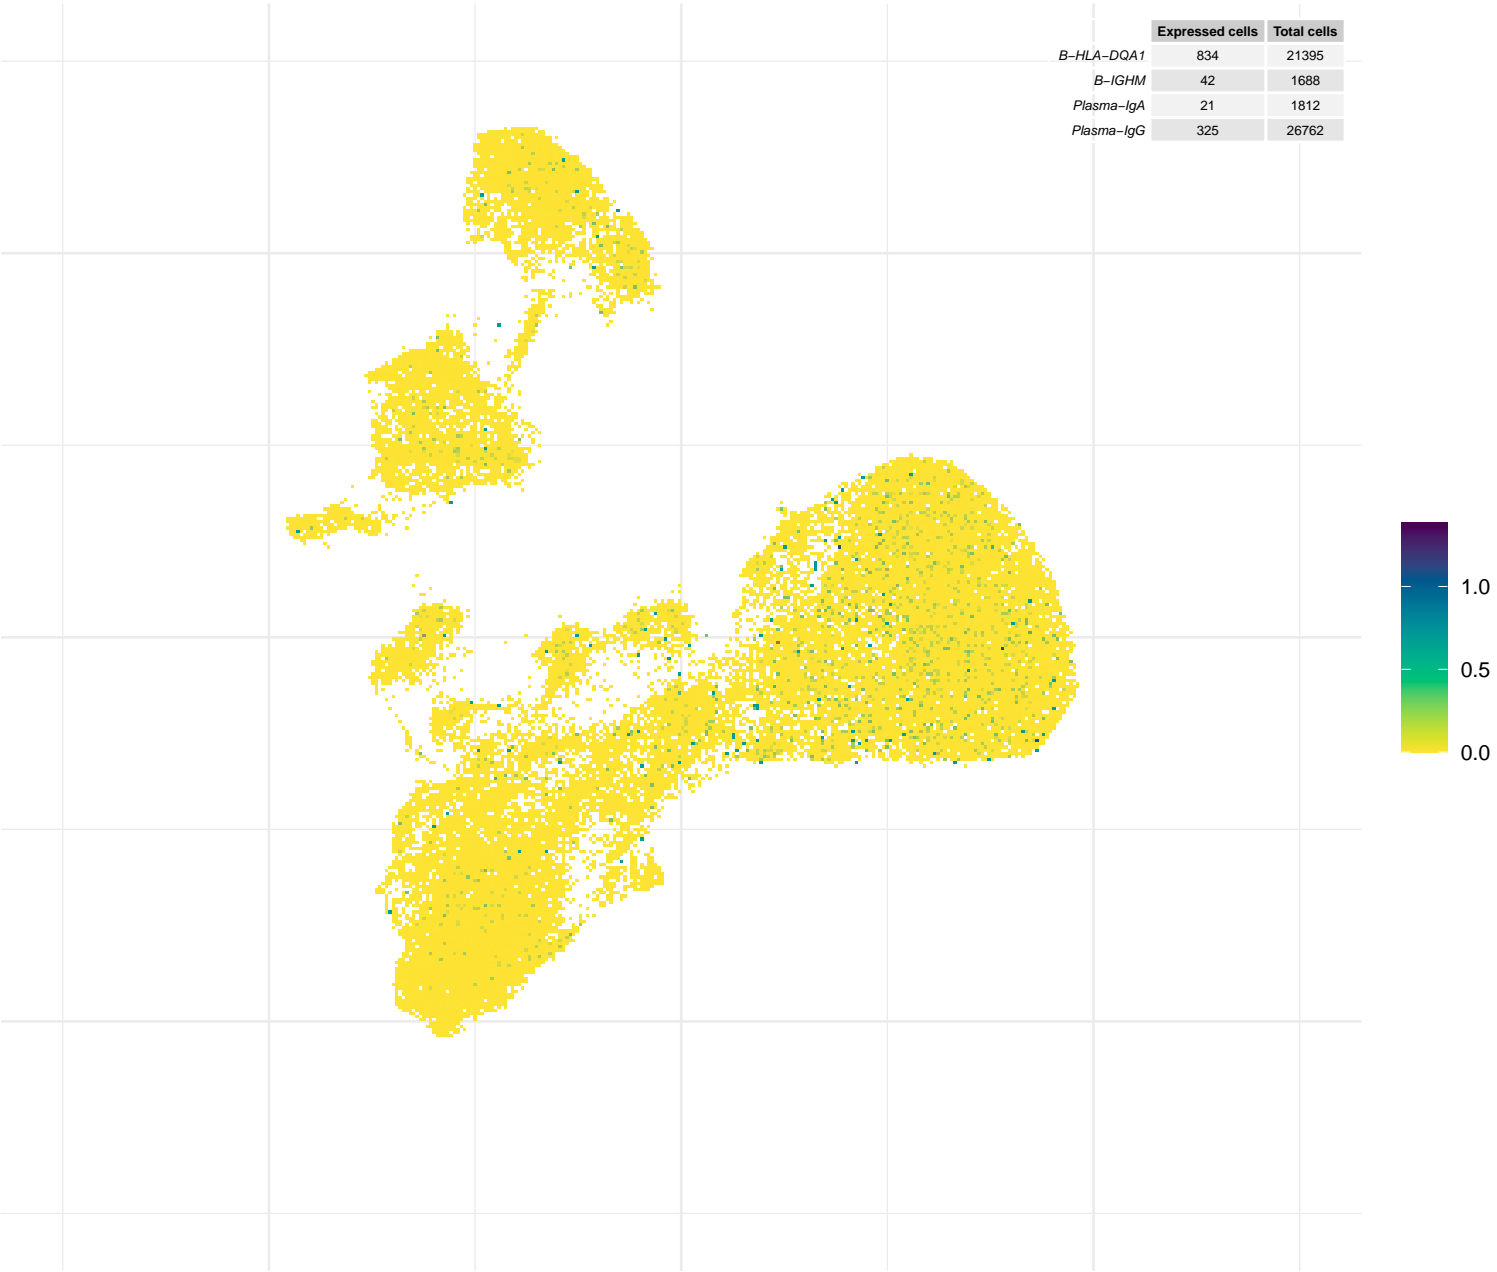 Expressed cells Total cells
B−HLA−DQA1 834 21395
B−IGHM 42 1688
Plasma−IgA 21 1812
Plasma−IgG 325 26762
1.0
0.5
0.0